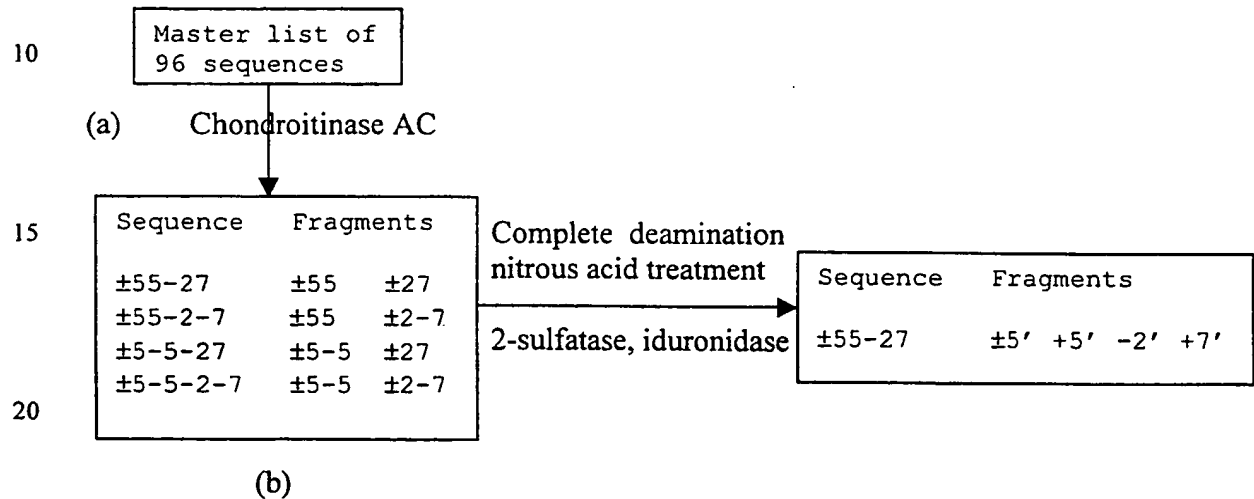 10
Master list of
96 sequences
(a) Chondroitinase AC
15
Sequence Fragments
±55-27 ±55 ±27
±55-2-7 ±55 ±2-7
±5-5-27 ±5-5 ±27
±5-5-2-7 ±5-5 ±2-7
20
(b)
Complete deamination
nitrous acid treatment
2-sulfatase, iduronidase
Sequence Fragments
±55-27 ±5' +5' -2' +7'